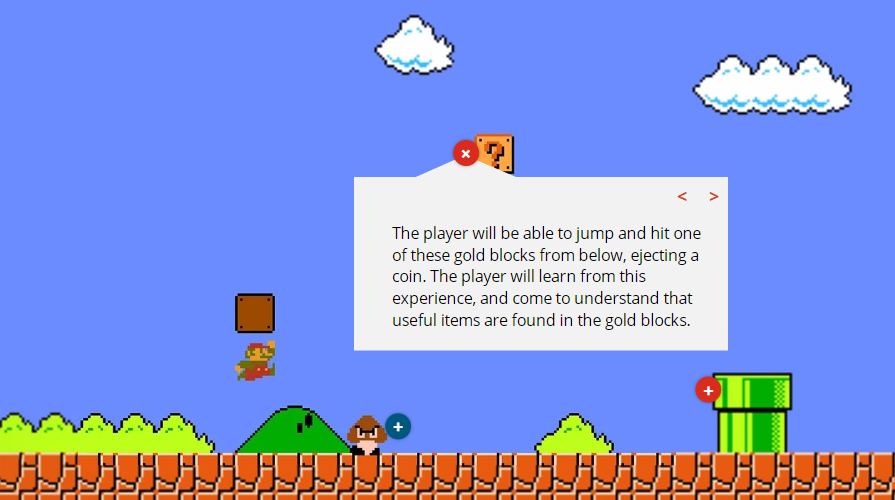 ?
< >
The player will be able to jump and hit one
of these gold blocks from below, ejecting a
coin. The player will learn from this
experience, and come to understand that
useful items are found in the gold blocks.